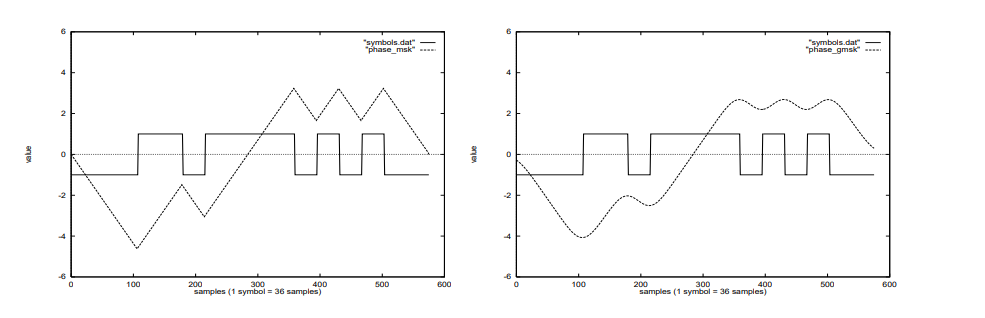 6
"symbols.dat"
"phase_msk"
4
2
value
0
-2
-4
-6
0 100 200 300 400 500 600
samples (1 symbol = 36 samples)
6
"symbols.dat"
"phase_gmsk"
4
2
value
0
-2
-4
-6
0 100 200 300 400 500 600
samples (1 symbol = 36 samples)